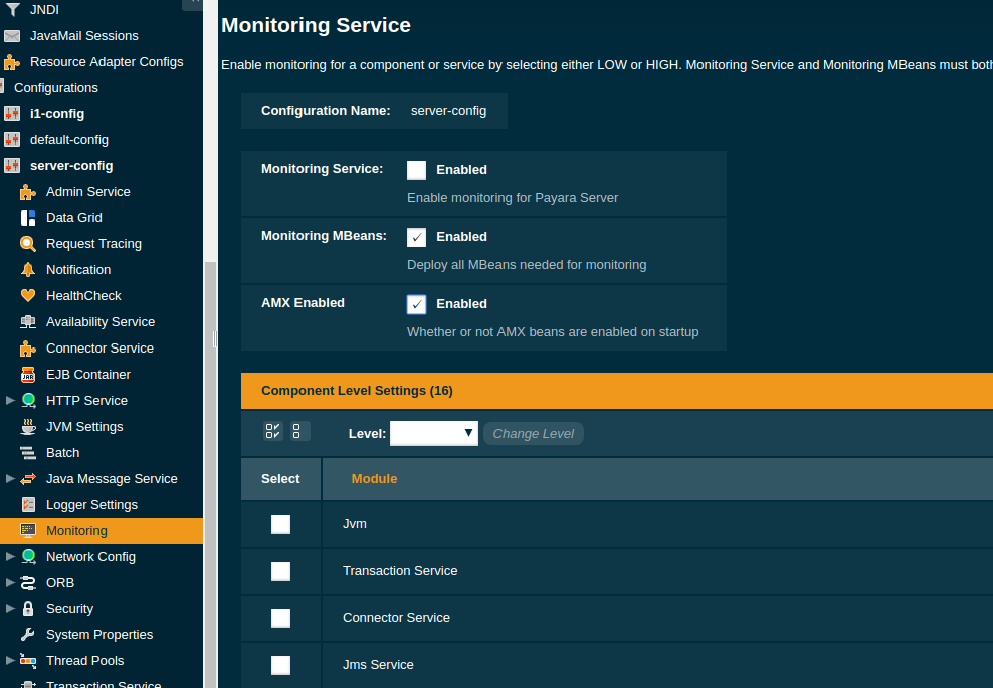 JNDI
JavaMail Sessions
Resource Adapter Configs
Configurations
i1-config
default-config
server-config
Admin Service
Data Grid
Request Tracing
Notification
HealthCheck
Availability Service
Connector Service
EJB Container
HTTP Service
JVM Settings
Batch
Java Message Service
Logger Settings
Monitoring
Network Config
ORB
Security
System Properties
Thread Pools
Transaction Service
Monitoring Service
Enable monitoring for a component or service by selecting either LOW or HIGH. Monitoring Service and Monitoring MBeans must both
Configuration Name: server-config
Monitoring Service: Enabled
Enable monitoring for Payara Server
Monitoring MBeans: Enabled
Deploy all MBeans needed for monitoring
AMX Enabled Enabled
Whether or not AMX beans are enabled on startup
Component Level Settings (16)
Level: Change Level
Select Module
Jvm
Transaction Service
Connector Service
Jms Service